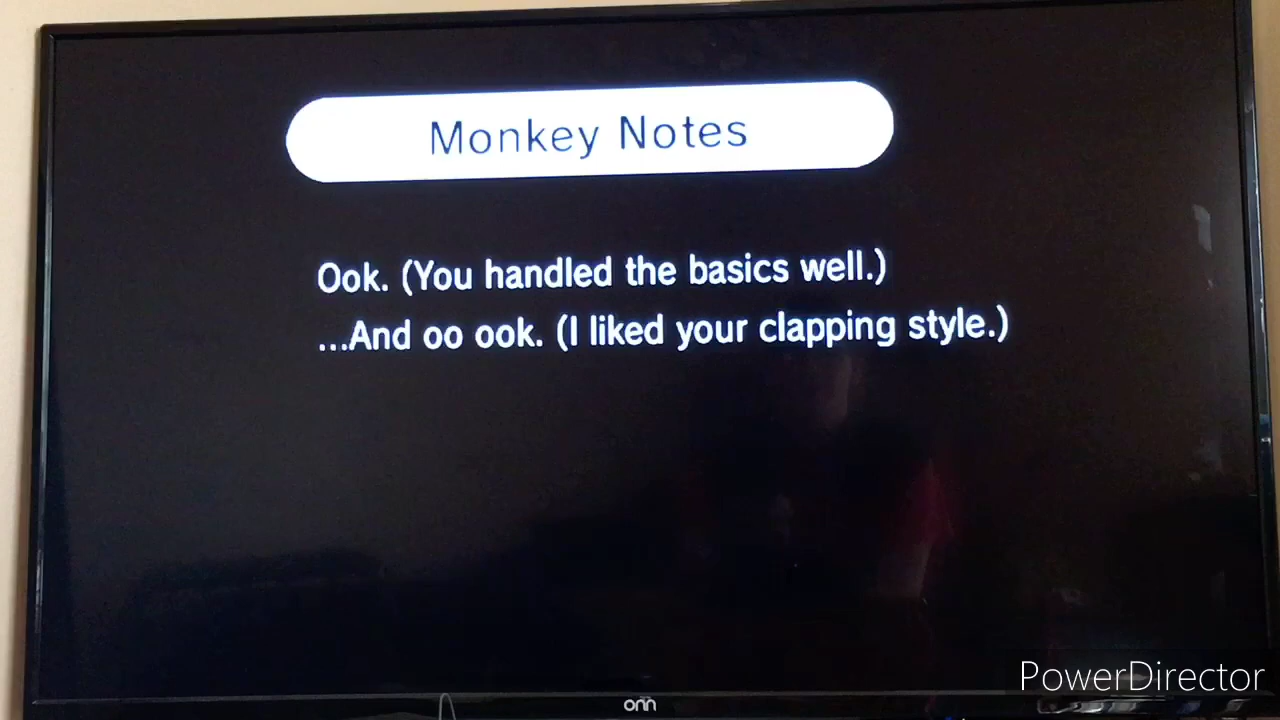 Monkey Notes
Ook. (You handled the basics well.)
...And oo ook. (I liked your clapping style.)
onn
PowerDirector